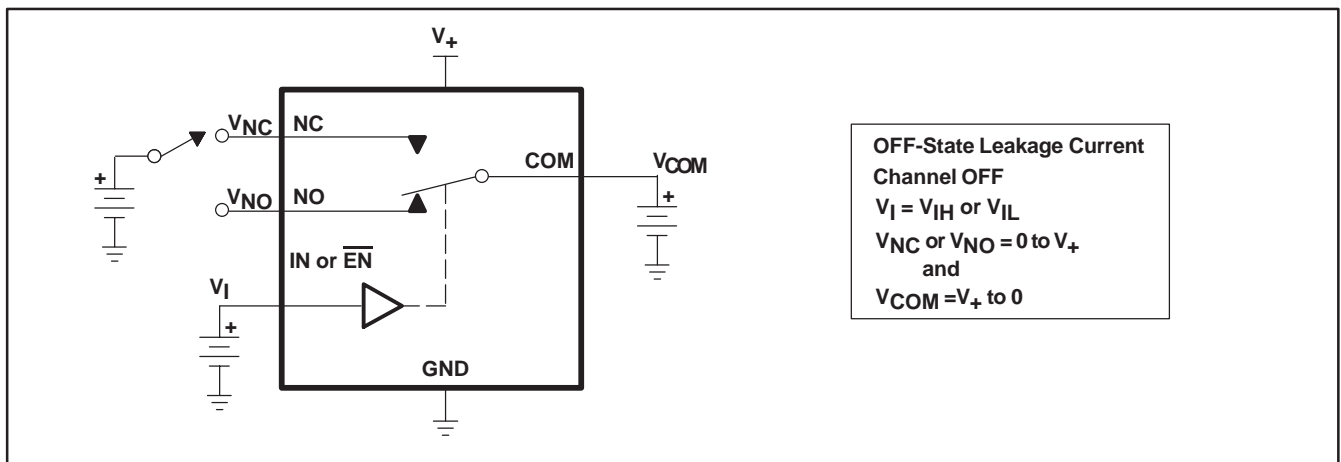 V+
VNC NC
COM VCOM
+
+
VNO NO
IN or E̅N̅
VI
+
GND
OFF-State Leakage Current
Channel OFF
VI = VIH or VIL
VNC or VNO = 0 to V+
and
VCOM =V+ to 0